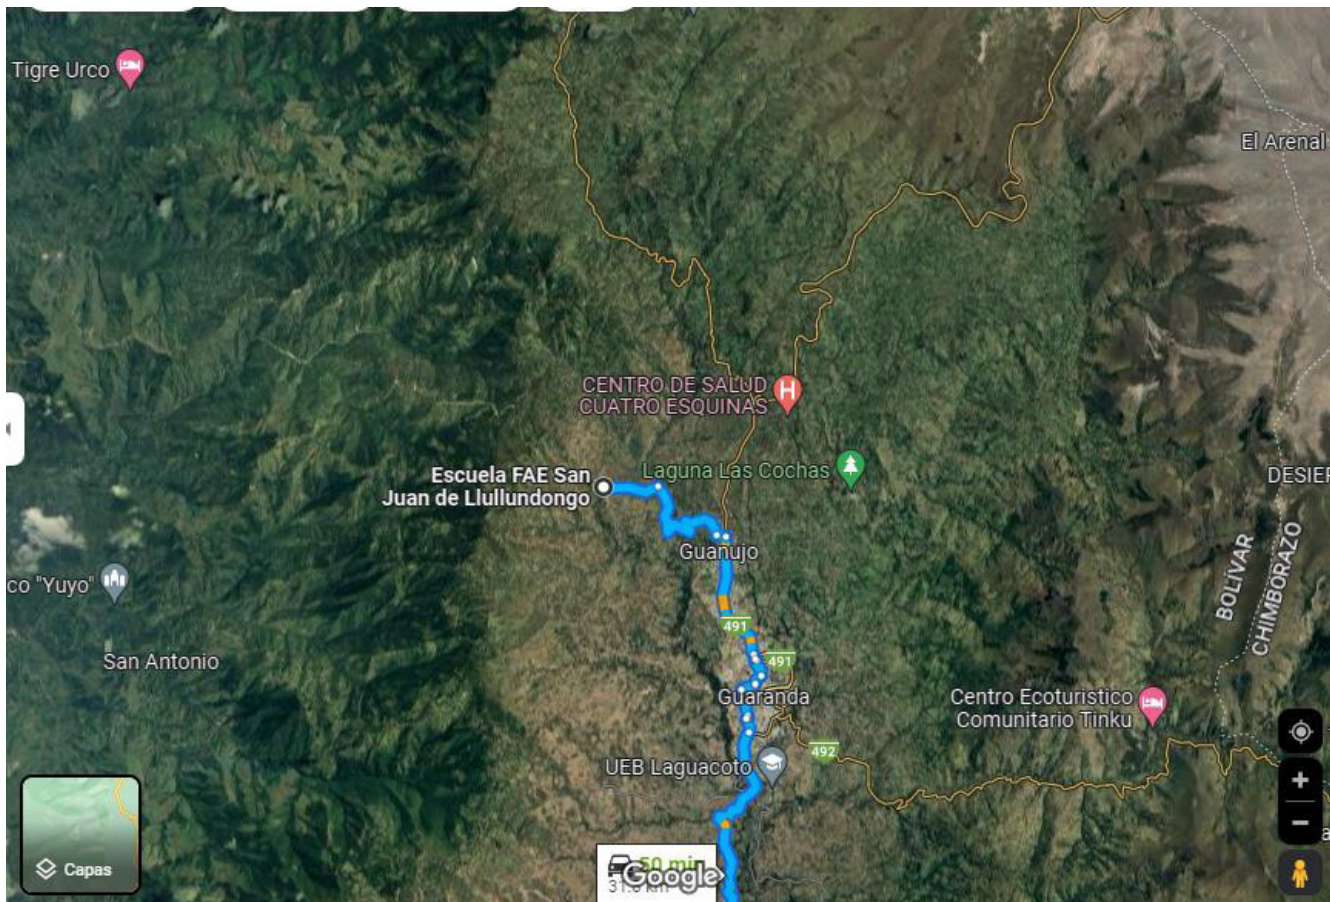 Tigre Urco
El Arenal
CENTRO DE SALUD
CUATRO ESQUINAS
Escuela FAE San
Juan de Llullundongo
Laguna Las Cochas
DESIER
Guanujo
co "Yuyo"
BOLÍVAR
CHIMBORAZO
491
San Antonio
491
Guaranda
Centro Ecoturistico
Comunitario Tinku
492
UEB Laguacoto
Capas
50 min
Google
km